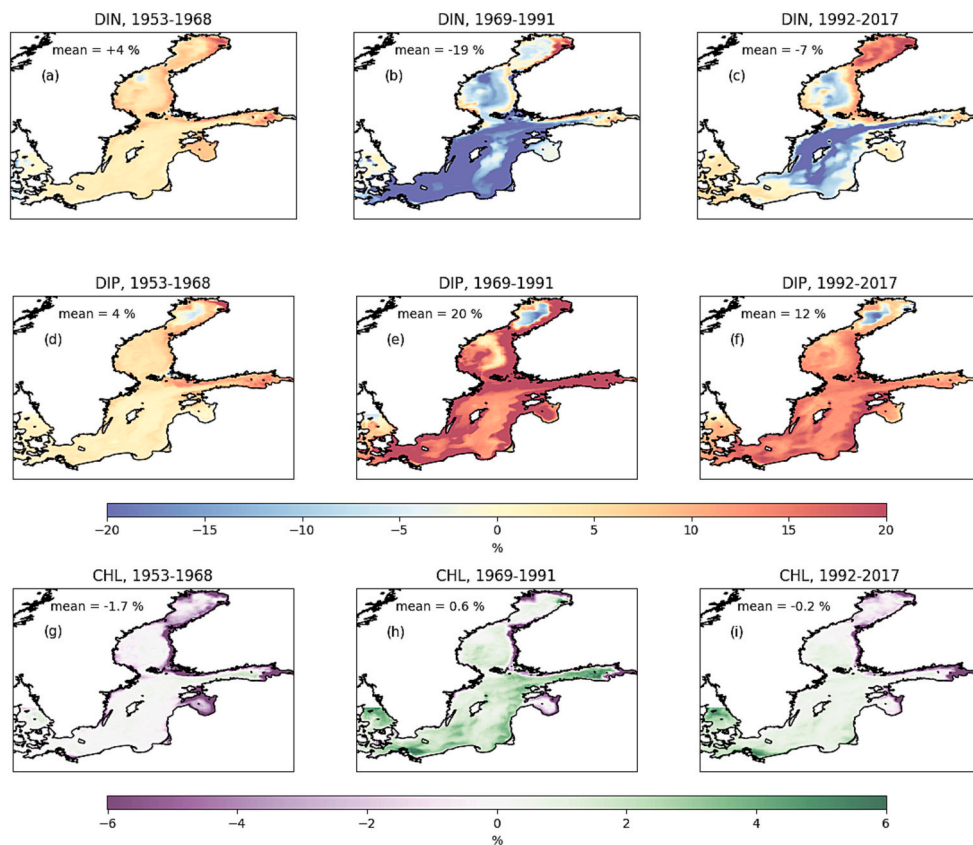 DIN, 1953-1968 DIN, 1969-1991 DIN, 1992-2017
mean = +4 % mean = -19 % mean = -7 %
(a) (b) (c)
DIP, 1953-1968 DIP, 1969-1991 DIP, 1992-2017
mean = 4 % mean = 20 % mean = 12 %
(d) (e) (f)
−20 −15 −10 −5 0 5 10 15 20
%
CHL, 1953-1968 CHL, 1969-1991 CHL, 1992-2017
mean = -1.7 % mean = 0.6 % mean = -0.2 %
(g) (h) (i)
−6 −4 −2 0 2 4 6
%